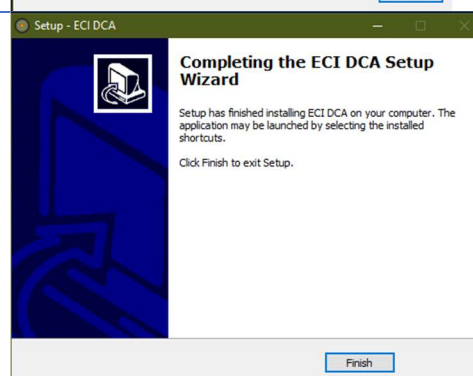 Setup - ECI DCA
Completing the ECI DCA Setup
Wizard
Setup has finished installing ECI DCA on your computer. The
application may be launched by selecting the installed
shortcuts.
Click Finish to exit Setup.
Finish